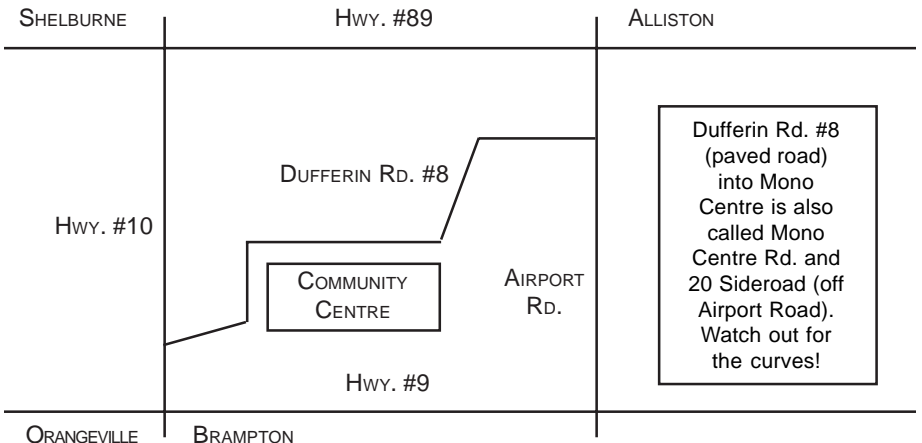 Shelburne
Hwy. #89
Alliston
Dufferin Rd. #8
(paved road)
into Mono
Centre is also
called Mono
Centre Rd. and
20 Sideroad (off
Airport Road).
Watch out for
the curves!
Dufferin Rd. #8
Hwy. #10
Community
Centre
Airport
Rd.
Hwy. #9
Orangeville
Brampton